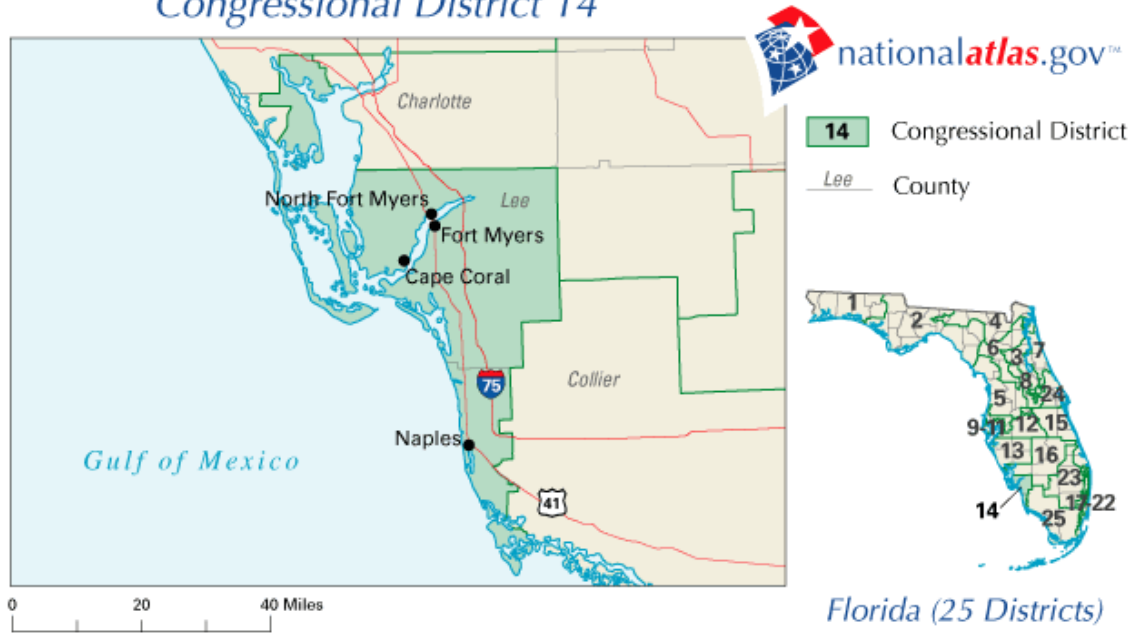 Congressional District 14
nationalatlas.gov™
14 Congressional District
Lee County
Charlotte
North Fort Myers
Lee
Fort Myers
Cape Coral
75
Collier
Naples
Gulf of Mexico
41
0 20 40 Miles
1
2
4
6
3
7
8
5
24
9-11
12
15
13
16
23
14
17-22
25
Florida (25 Districts)